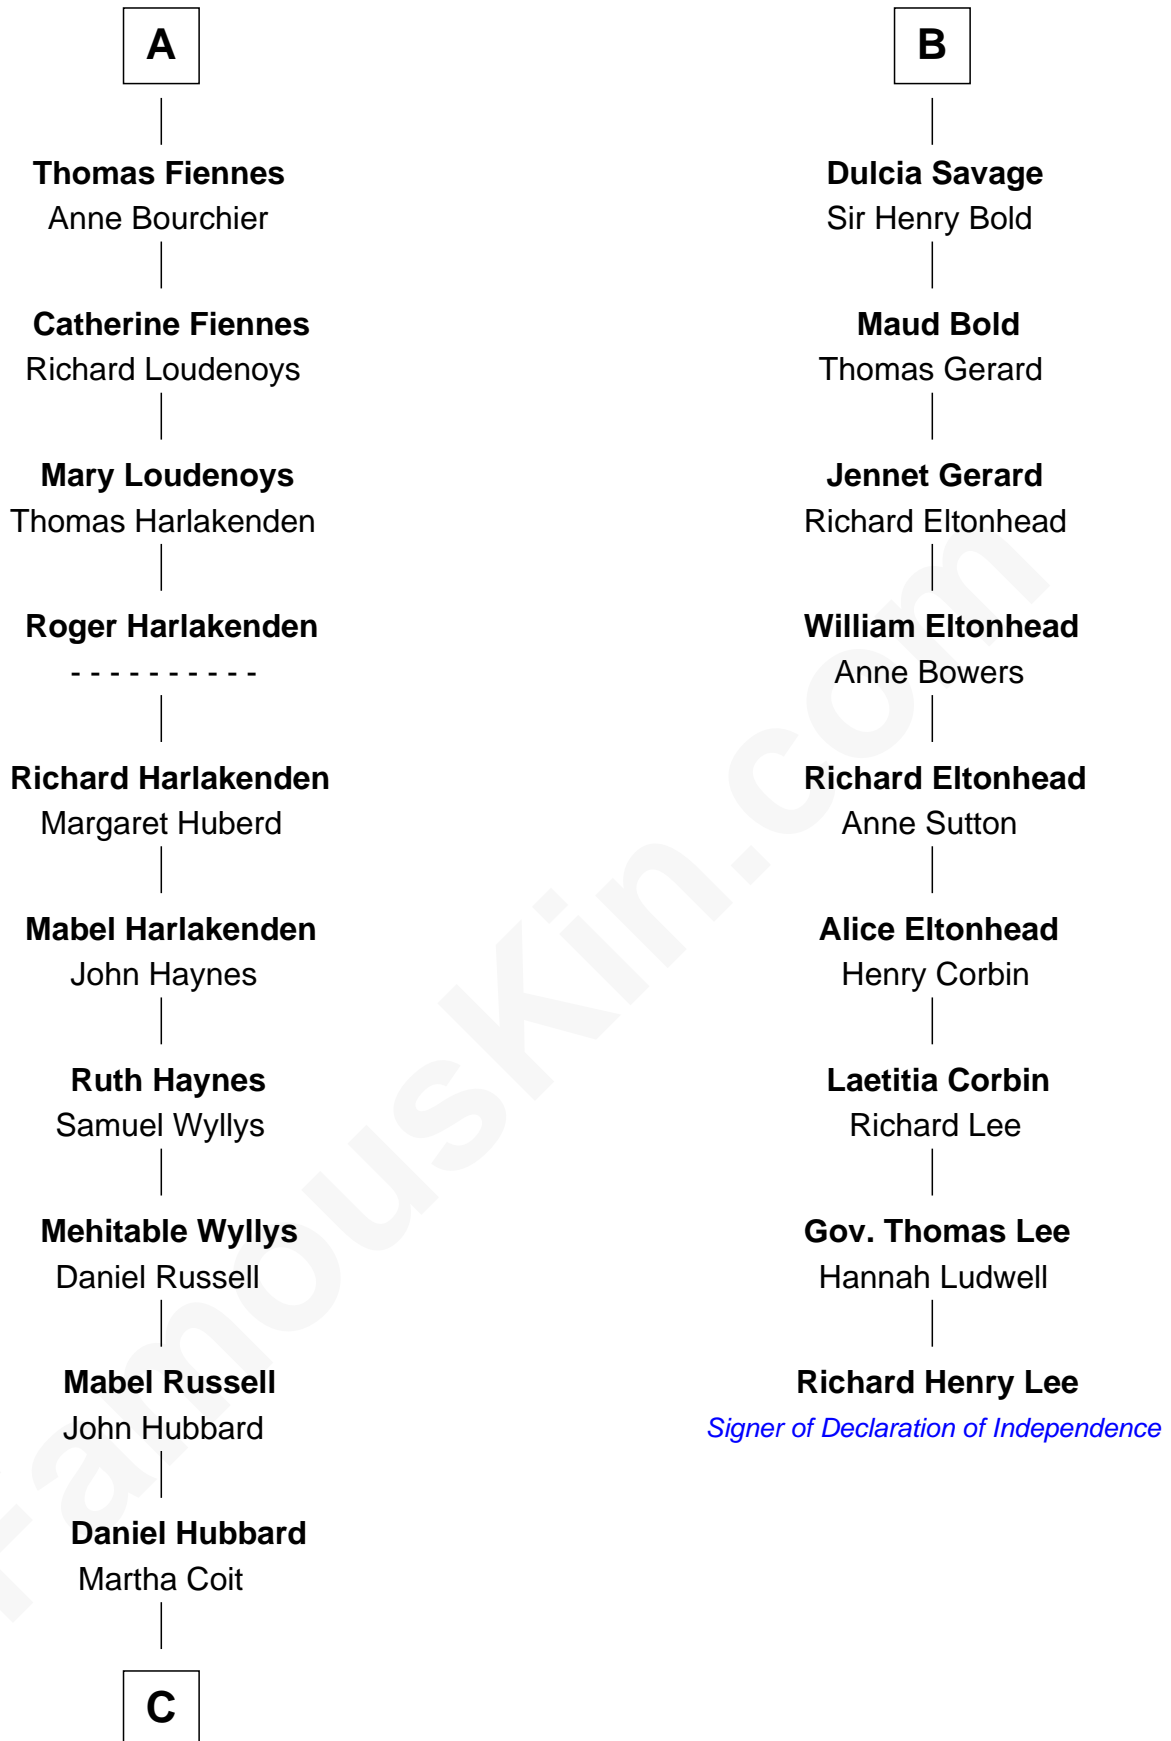 A
Thomas Fiennes
Anne Bourchier
Catherine Fiennes
Richard Loudenoys
Mary Loudenoys
Thomas Harlakenden
Roger Harlakenden
- - - - - - - - - -
Richard Harlakenden
Margaret Huberd
Mabel Harlakenden
John Haynes
Ruth Haynes
Samuel Wyllys
Mehitable Wyllys
Daniel Russell
Mabel Russell
John Hubbard
Daniel Hubbard
Martha Coit
C
B
Dulcia Savage
Sir Henry Bold
Maud Bold
Thomas Gerard
Jennet Gerard
Richard Eltonhead
William Eltonhead
Anne Bowers
Richard Eltonhead
Anne Sutton
Alice Eltonhead
Henry Corbin
Laetitia Corbin
Richard Lee
Gov. Thomas Lee
Hannah Ludwell
Richard Henry Lee
Signer of Declaration of Independence
FamousKin.com